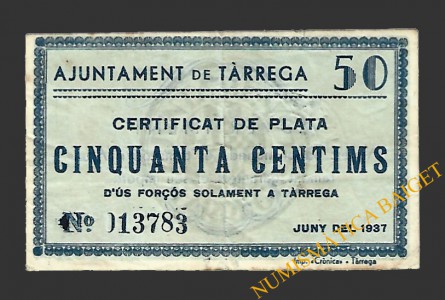 AJUNTAMENT DE TÀRREGA 50
CERTIFICAT DE PLATA
CINQUANTA CENTIMS
D'ÚS FORÇÓS SOLAMENT A TÀRREGA
Nº 013783 JUNY DEL 1937
Imp. «Crònica» - Tàrrega
NUMISMATICA BAIGET